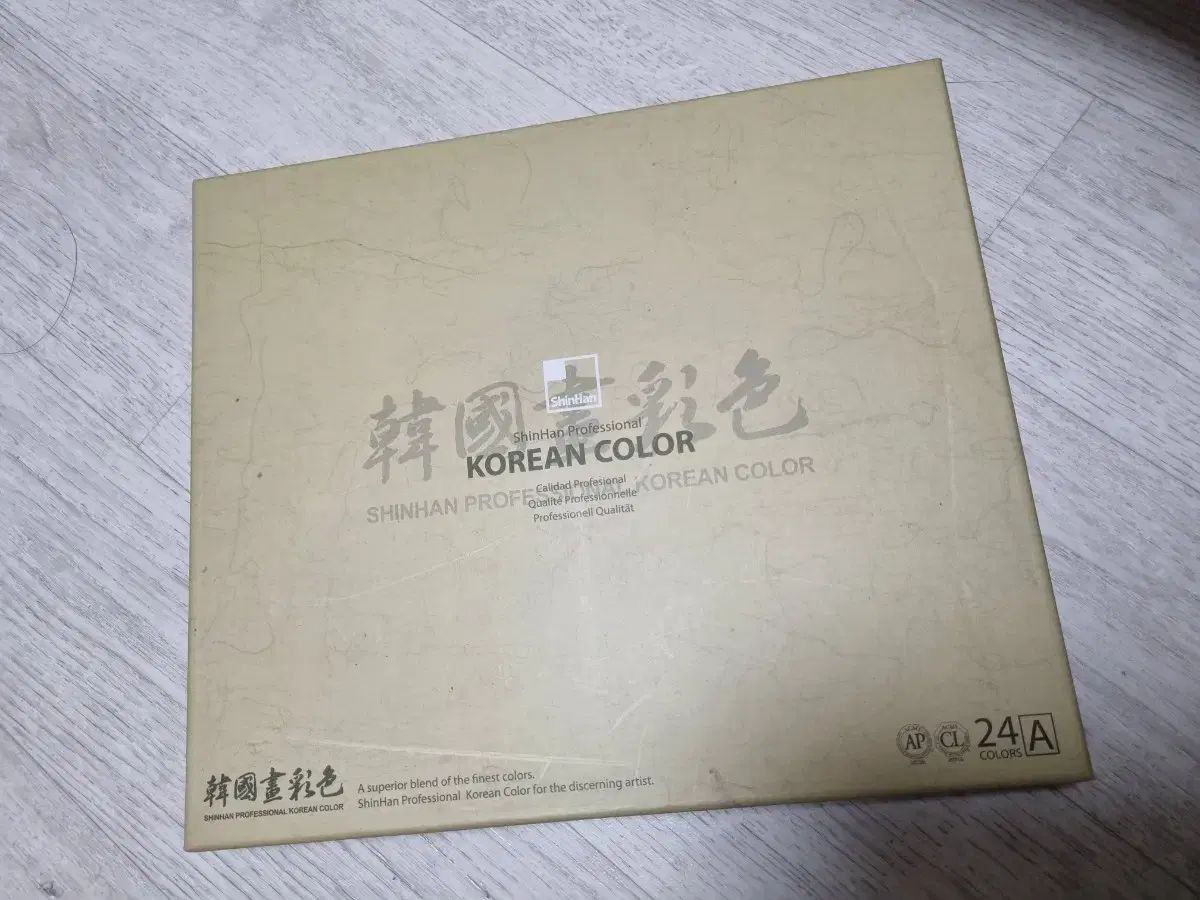 ShinHan
韓國畫彩色
ShinHan Professional
KOREAN COLOR
SHINHAN PROFESSIONAL KOREAN COLOR
Calidad Profesional
Qualité Professionnelle
Professionell Qualität
韓國畫彩色
SHINHAN PROFESSIONAL KOREAN COLOR
A superior blend of the finest colors.
ShinHan Professional Korean Color for the discerning artist.
AP
CL
24 A
COLORS